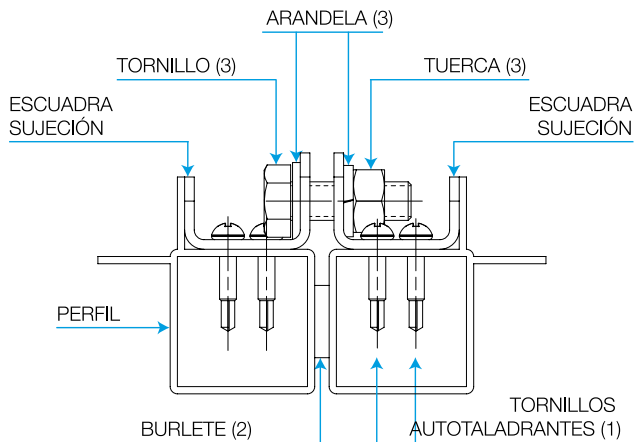 ARANDELA (3)
TORNILLO (3)
TUERCA (3)
ESCUADRA
SUJECIÓN
ESCUADRA
SUJECIÓN
PERFIL
BURLETE (2)
TORNILLOS
AUTOTALADRANTES (1)